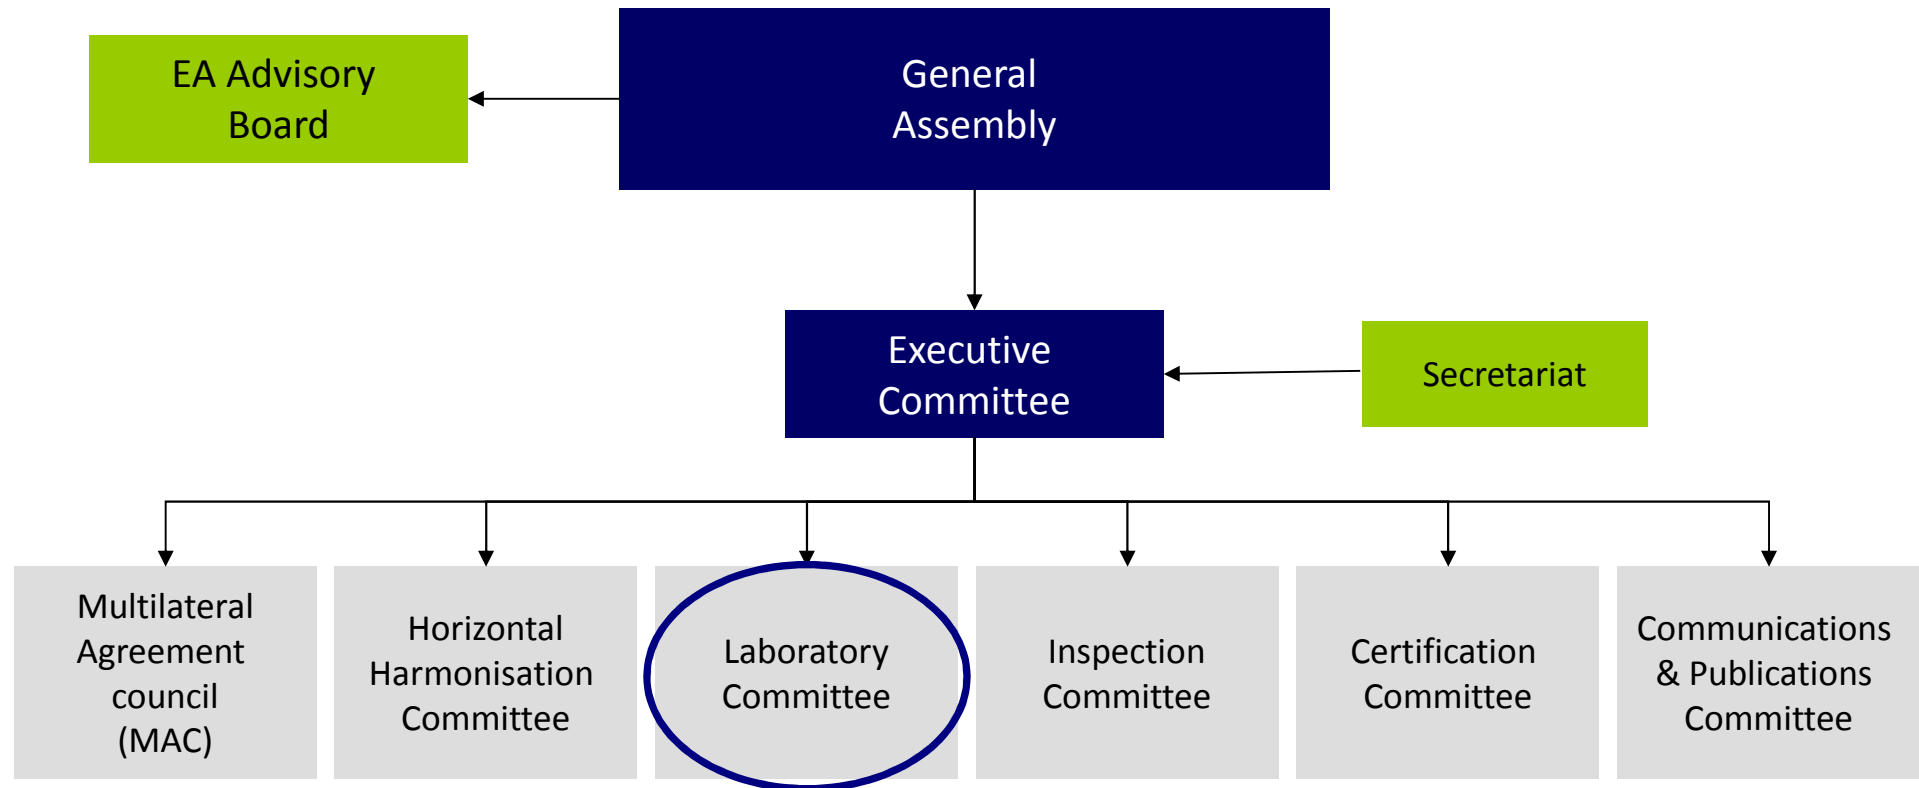 EA Advisory
Board
General
Assembly
Executive
Committee
Secretariat
Multilateral
Agreement
council
(MAC)
Horizontal
Harmonisation
Committee
Laboratory
Committee
Inspection
Committee
Certification
Committee
Communications
& Publications
Committee